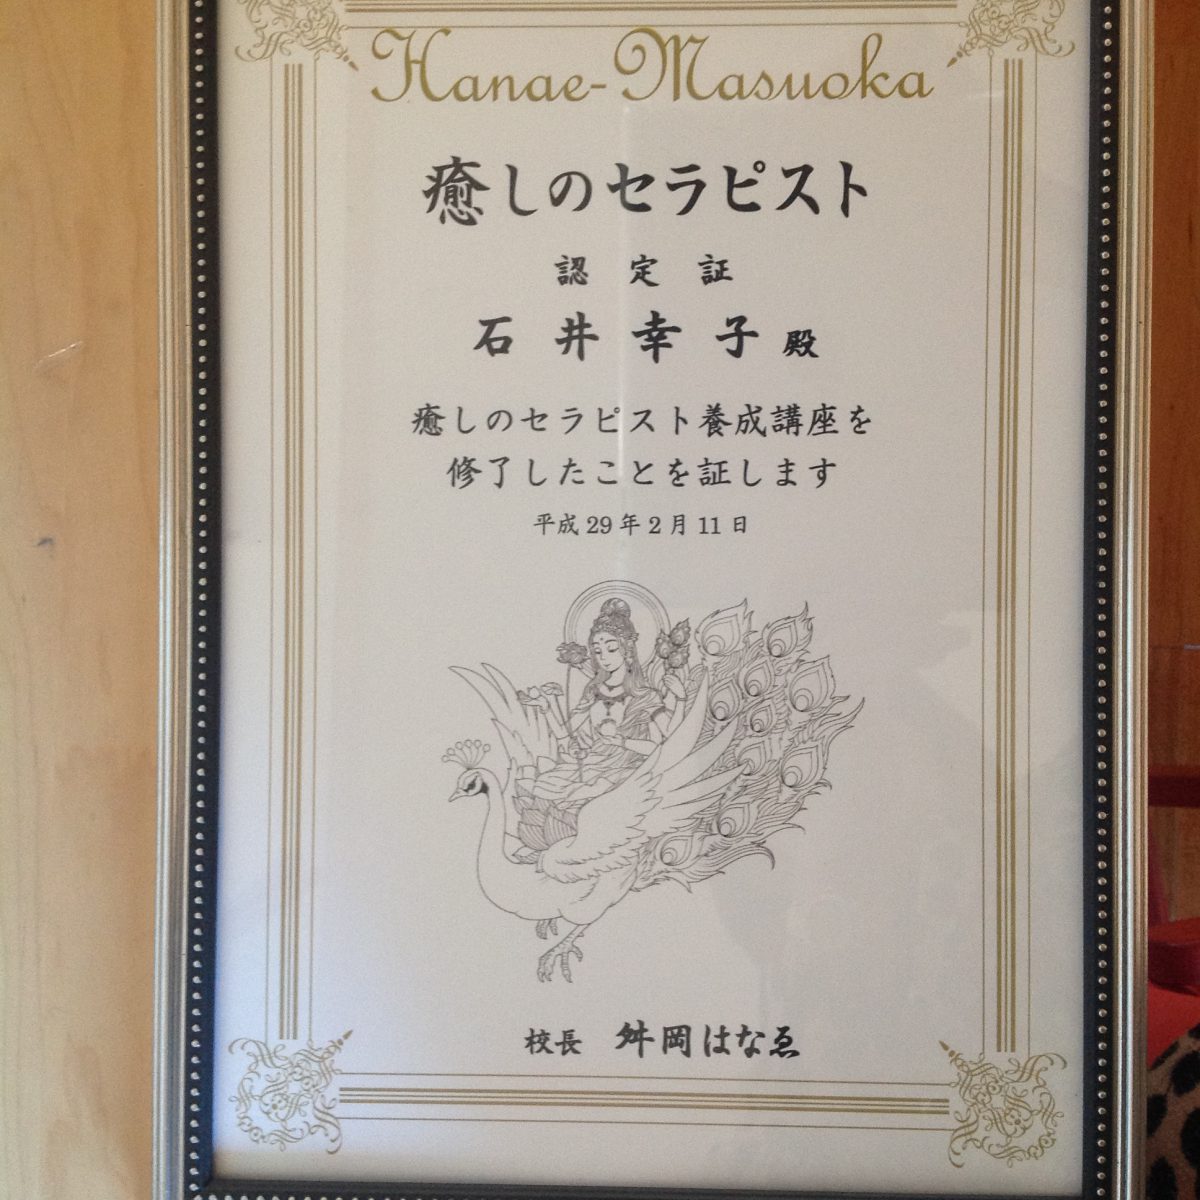 Hanae-Masuoka
癒しのセラピスト
認定証
石井幸子殿
癒しのセラピスト養成講座を
修了したことを証します
平成29年2月11日
校長 舛岡はなゑ